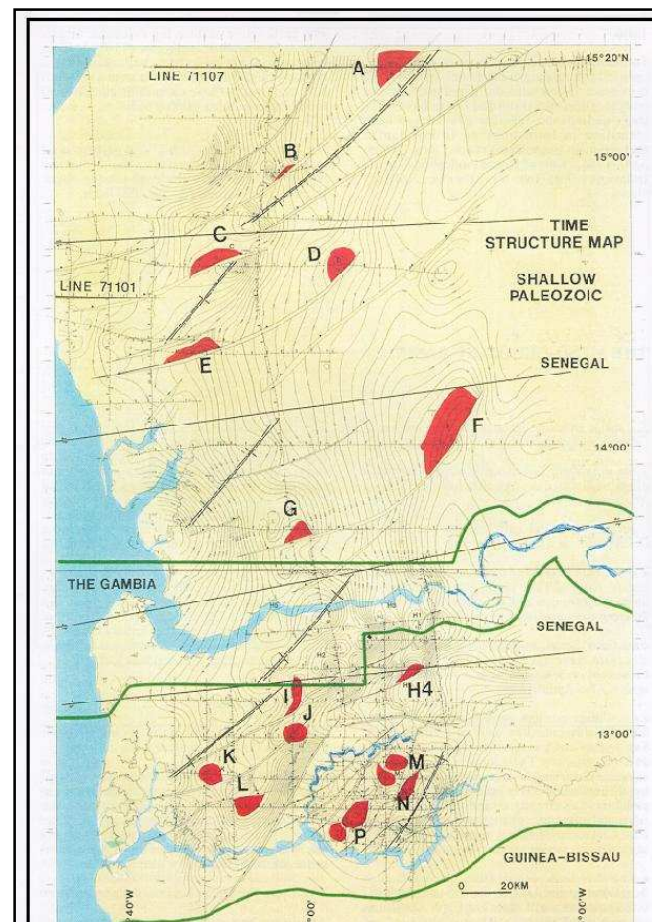 LINE 71107
A
15°20'N
B
15°00'
C
D
TIME
STRUCTURE MAP
LINE 71101
SHALLOW
PALEOZOIC
E
SENEGAL
F
14°00'
G
THE GAMBIA
SENEGAL
H4
I
J
13°00'
K
M
L
N
P
GUINEA-BISSAU
0 20KM